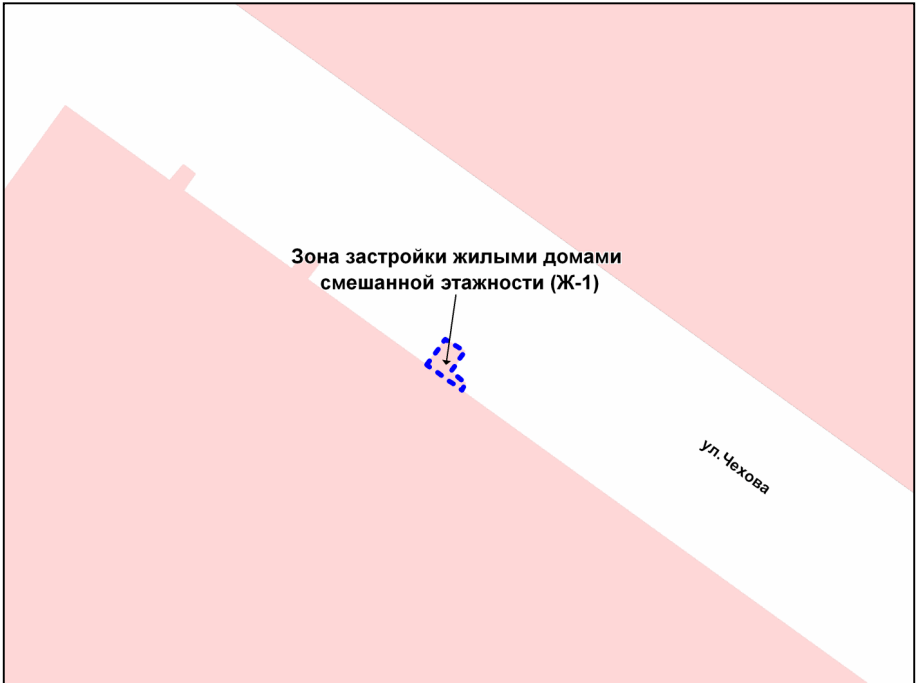 Зона застройки жилыми домами
смешанной этажности (Ж-1)
ул.Чехова